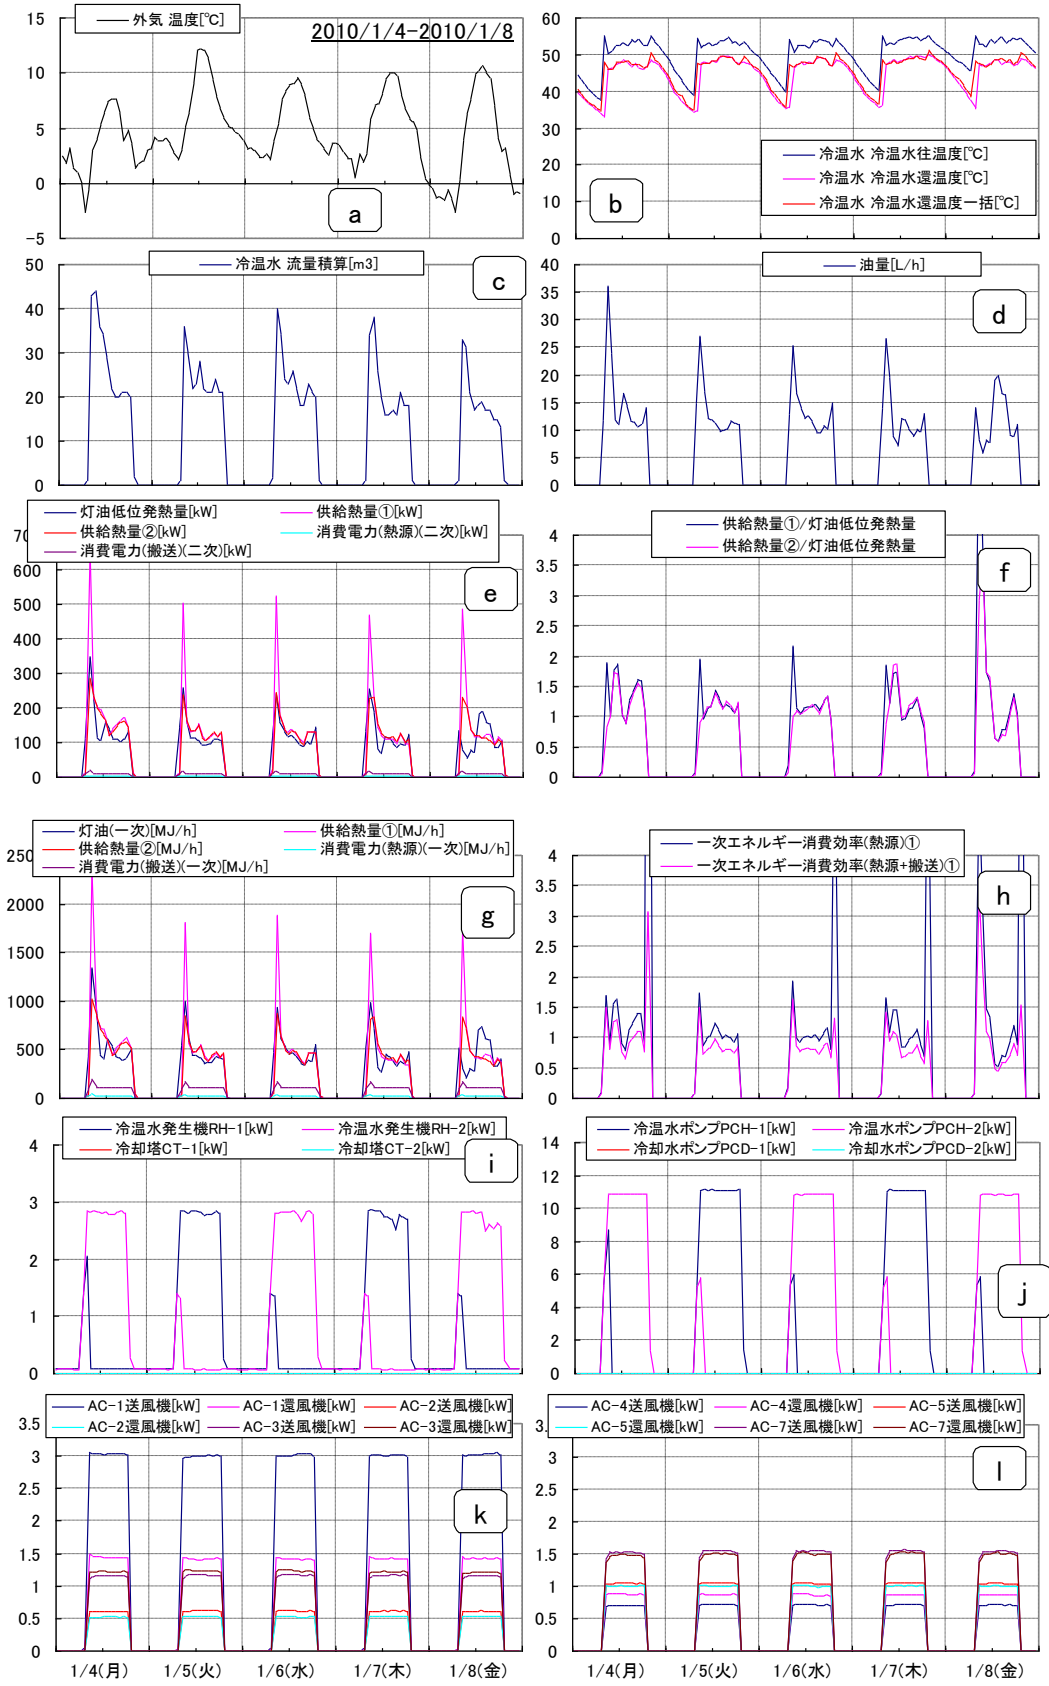 外気 温度[℃]
2010/1/4-2010/1/8
15
10
5
0
-5
a
60
50
40
30
20
10
0
冷温水 冷温水往温度[℃]
冷温水 冷温水還温度[℃]
冷温水 冷温水還温度一括[℃]
b
冷温水 流量積算[m3]
50
40
30
20
10
0
c
油量[L/h]
40
35
30
25
20
15
10
5
0
d
灯油低位発熱量[kW]
供給熱量①[kW]
供給熱量②[kW]
消費電力(熱源)(二次)[kW]
消費電力(搬送)(二次)[kW]
70
600
500
400
300
200
100
0
e
供給熱量①/灯油低位発熱量
供給熱量②/灯油低位発熱量
4
3.5
3
2.5
2
1.5
1
0.5
0
f
灯油(一次)[MJ/h]
供給熱量①[MJ/h]
供給熱量②[MJ/h]
消費電力(熱源)(一次)[MJ/h]
消費電力(搬送)(一次)[MJ/h]
250
2000
1500
1000
500
0
g
一次エネルギー消費効率(熱源)①
一次エネルギー消費効率(熱源+搬送)①
4
3.5
3
2.5
2
1.5
1
0.5
0
h
冷温水発生機RH-1[kW]
冷温水発生機RH-2[kW]
冷却塔CT-1[kW]
冷却塔CT-2[kW]
4
3
2
1
0
i
冷温水ポンプPCH-1[kW]
冷温水ポンプPCH-2[kW]
冷却水ポンプPCD-1[kW]
冷却水ポンプPCD-2[kW]
14
12
10
8
6
4
2
0
j
AC-1送風機[kW]
AC-1還風機[kW]
AC-2送風機[kW]
AC-2還風機[kW]
AC-3送風機[kW]
AC-3還風機[kW]
3.5
3
2.5
2
1.5
1
0.5
0
k
1/4(月)
1/5(火)
1/6(水)
1/7(木)
1/8(金)
AC-4送風機[kW]
AC-4還風機[kW]
AC-5送風機[kW]
AC-5還風機[kW]
AC-7送風機[kW]
AC-7還風機[kW]
3.
3
2.5
2
1.5
1
0.5
0
l
1/4(月)
1/5(火)
1/6(水)
1/7(木)
1/8(金)